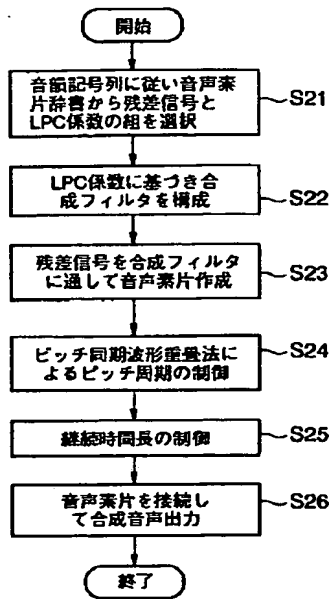 開始
音韻記号列に従い音声素
片辞書から残差信号と
LPC係数の組を選択
S21
LPC係数に基づき合
成フィルタを構成
S22
残差信号を合成フィルタ
に通して音声素片作成
S23
ピッチ同期波形重畳法に
よるピッチ周期の制御
S24
継続時間長の制御
S25
音声素片を接続し
て合成音声出力
S26
終了